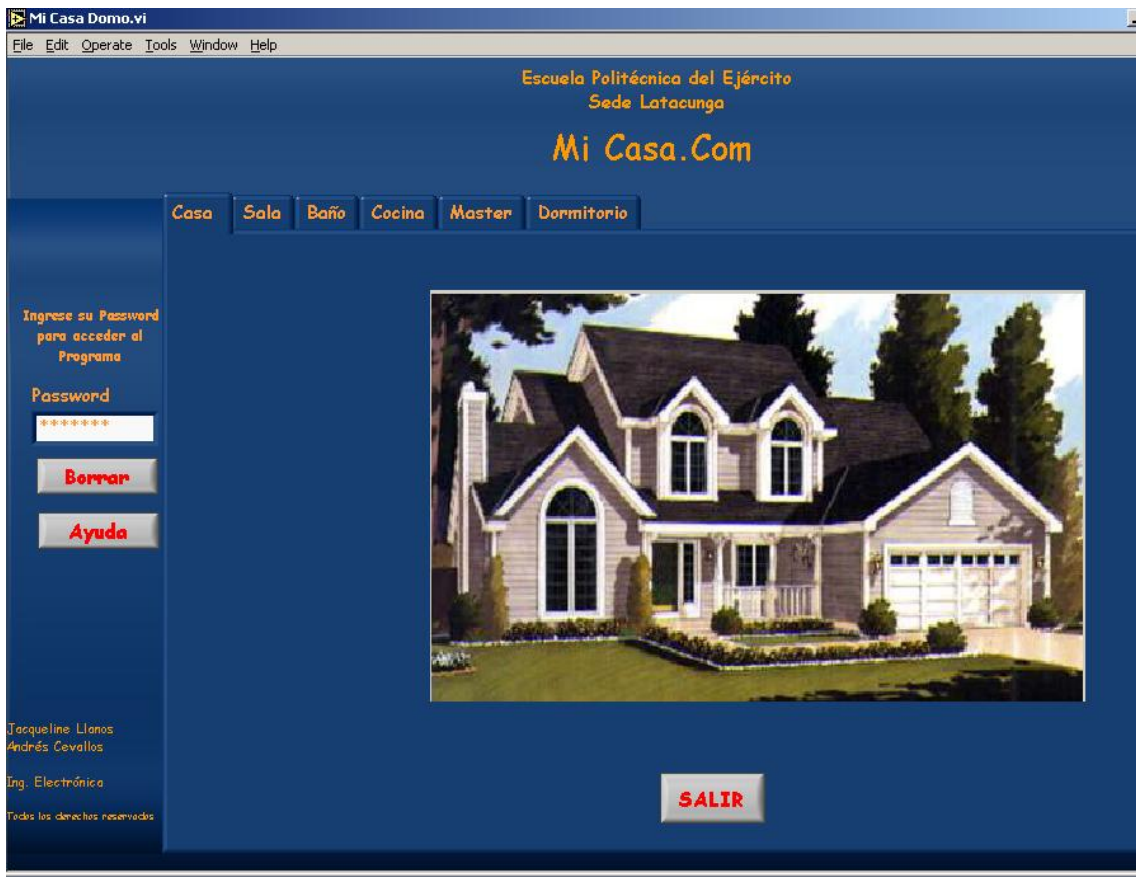 Mi Casa Domo.vi
File Edit Operate Tools Window Help
Escuela Politécnica del Ejército
Sede Latacunga
Mi Casa.Com
Casa Sala Baño Cocina Master Dormitorio
Ingrese su Password
para acceder al
Programa
Password
*******
Borrar
Ayuda
Jacqueline Llanos
Andrés Cevallos
Ing. Electrónica
Todos los derechos reservados
SALIR